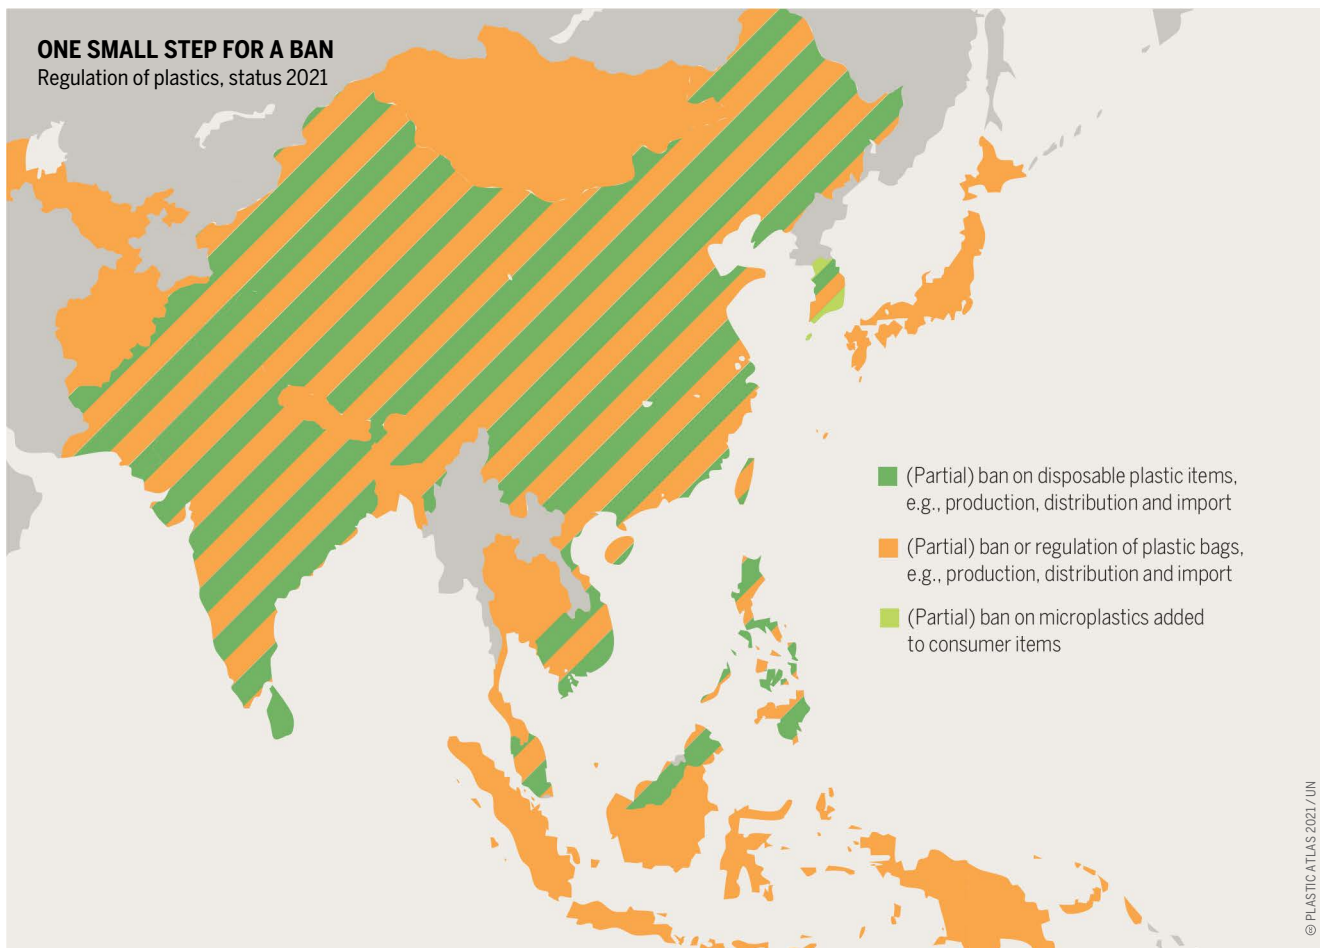 ONE SMALL STEP FOR A BAN
Regulation of plastics, status 2021
(Partial) ban on disposable plastic items,
e.g., production, distribution and import
(Partial) ban or regulation of plastic bags,
e.g., production, distribution and import
(Partial) ban on microplastics added
to consumer items
© PLASTIC ATLAS 2021 / UN